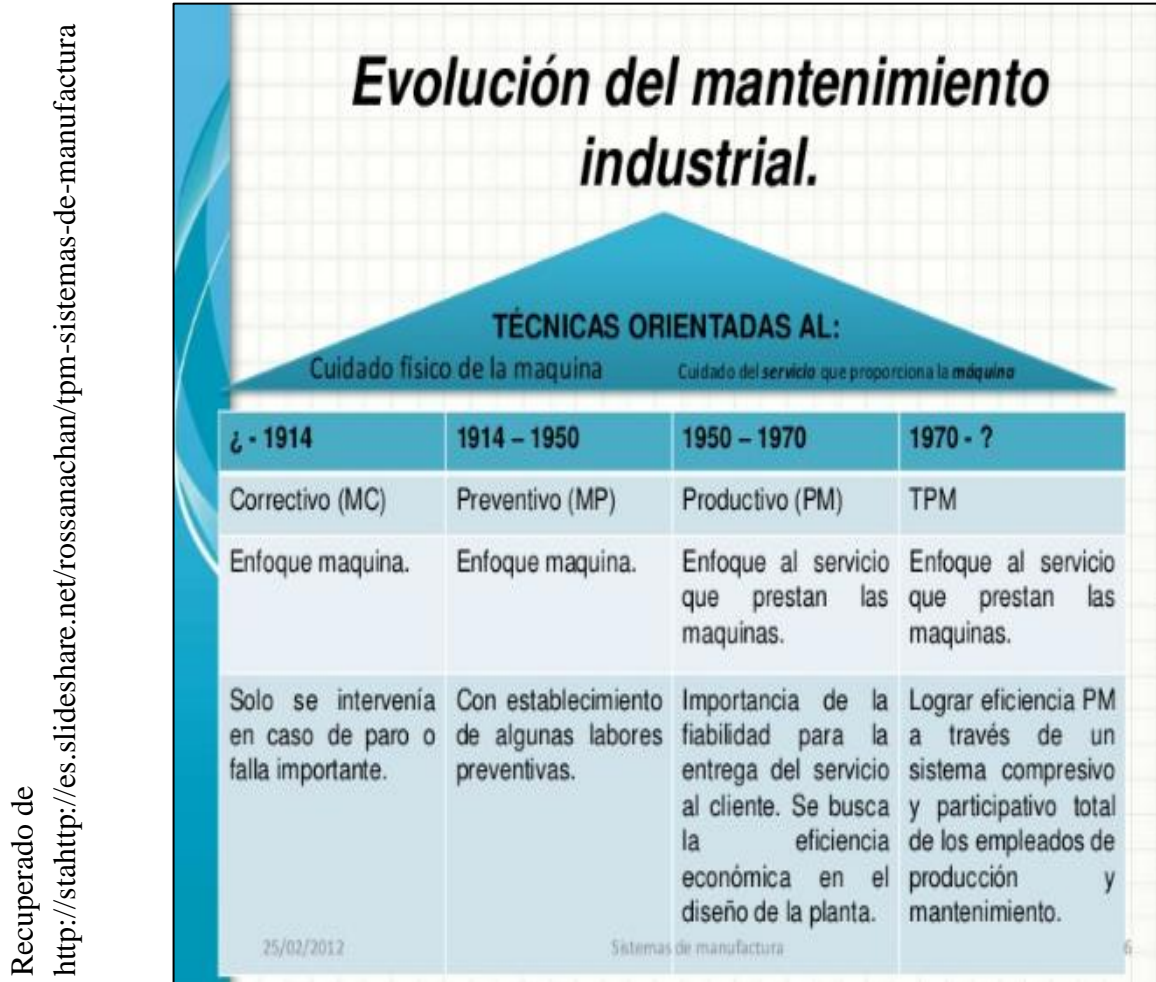 Recuperado de
http://stahttp://es.slideshare.net/rossanachan/tpm-sistemas-de-manufactura
Evolución del mantenimiento
industrial.
TÉCNICAS ORIENTADAS AL:
Cuidado fisico de la maquina
Cuidado del servicio que proporciona la máquina
¿ - 1914
1914 – 1950
1950 – 1970
1970 - ?
Correctivo (MC)
Preventivo (MP)
Productivo (PM)
TPM
Enfoque maquina.
Enfoque maquina.
Enfoque al servicio
que prestan las
maquinas.
Enfoque al servicio
que prestan las
maquinas.
Solo se intervenía
en caso de paro o
falla importante.
Con establecimiento
de algunas labores
preventivas.
Importancia de la
fiabilidad para la
entrega del servicio
al cliente. Se busca
la eficiencia
económica en el
diseño de la planta.
Lograr eficiencia PM
a través de un
sistema compresivo
y participativo total
de los empleados de
producción y
mantenimiento.
25/02/2012
Sistemas de manufactura
6